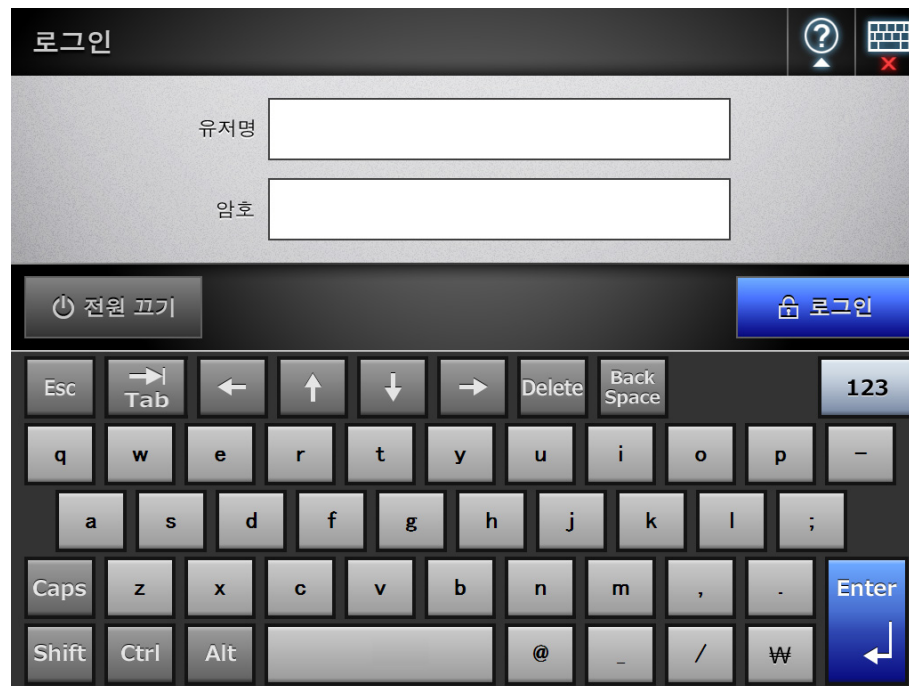 로그인
?
유저명
암호
전원 끄기 로그인
Esc Tab ← ↑ ↓ → Delete Back Space 123
q w e r t y u i o p −
a s d f g h j k l ;
Caps z x c v b n m , . Enter
Shift Ctrl Alt @ _ / ₩